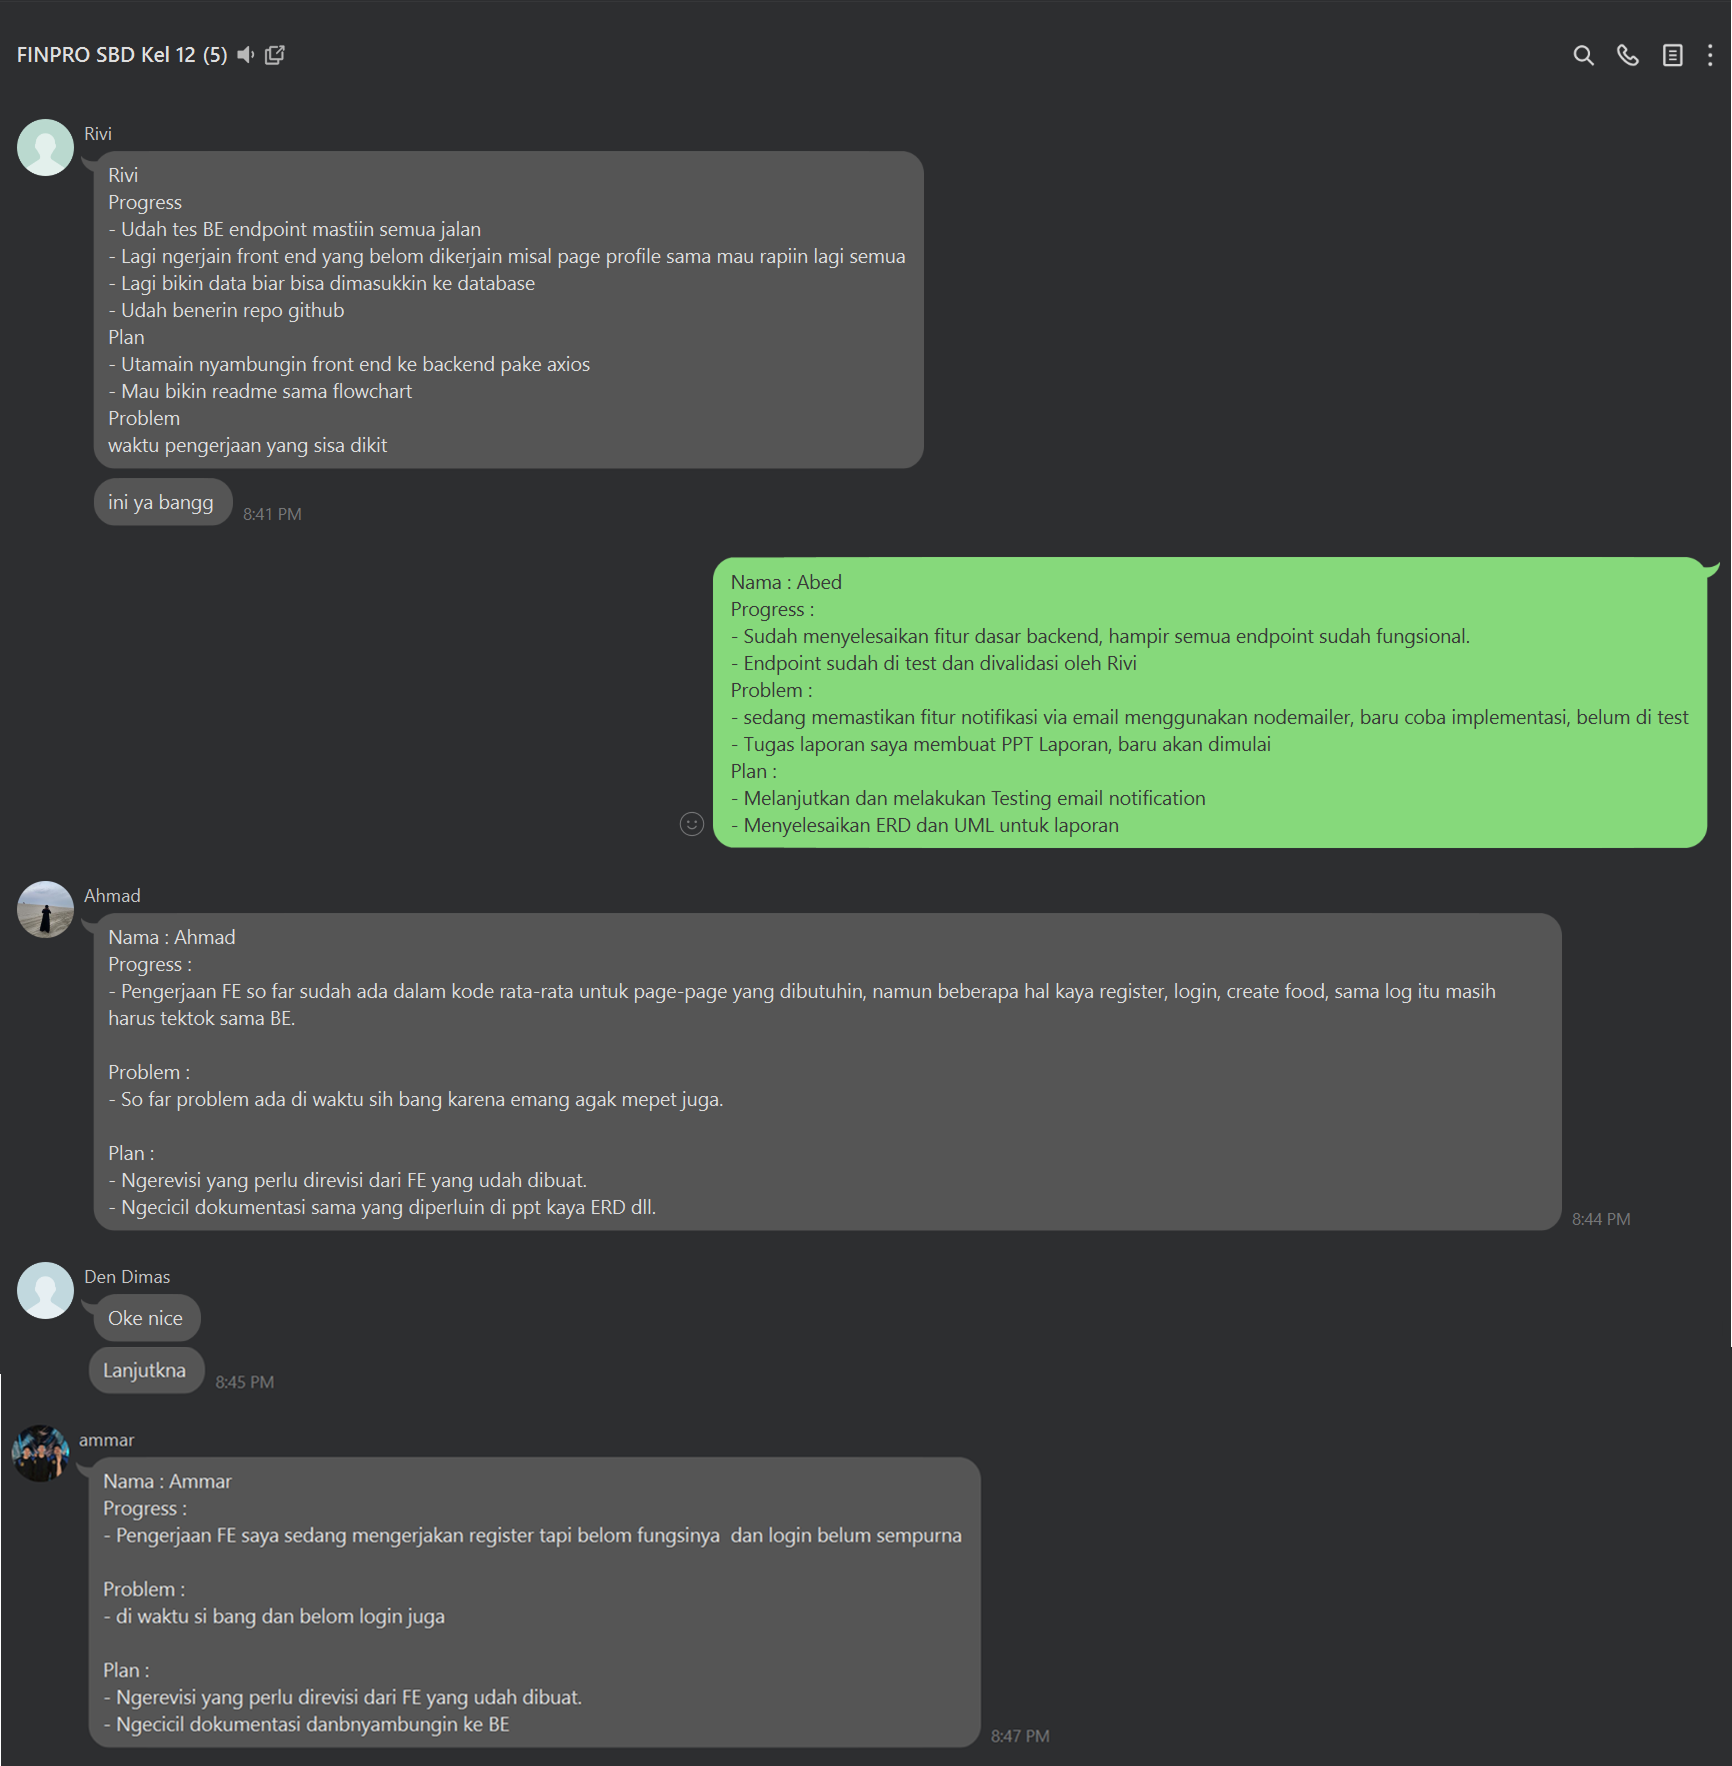 FINPRO SBD Kel 12 (5)
Rivi
Rivi
Progress
- Udah tes BE endpoint mastiin semua jalan
- Lagi ngerjain front end yang belom dikerjain misal page profile sama mau rapiin lagi semua
- Lagi bikin data biar bisa dimasukkin ke database
- Udah benerin repo github
Plan
- Utamain nyambungin front end ke backend pake axios
- Mau bikin readme sama flowchart
Problem
waktu pengerjaan yang sisa dikit
ini ya bangg
8:41 PM
Nama : Abed
Progress :
- Sudah menyelesaikan fitur dasar backend, hampir semua endpoint sudah fungsional.
- Endpoint sudah di test dan divalidasi oleh Rivi
Problem :
- sedang memastikan fitur notifikasi via email menggunakan nodemailer, baru coba implementasi, belum di test
- Tugas laporan saya membuat PPT Laporan, baru akan dimulai
Plan :
- Melanjutkan dan melakukan Testing email notification
- Menyelesaikan ERD dan UML untuk laporan
Ahmad
Nama : Ahmad
Progress :
- Pengerjaan FE so far sudah ada dalam kode rata-rata untuk page-page yang dibutuhin, namun beberapa hal kaya register, login, create food, sama log itu masih
harus tektok sama BE.
Problem :
- So far problem ada di waktu sih bang karena emang agak mepet juga.
Plan :
- Ngerevisi yang perlu direvisi dari FE yang udah dibuat.
- Ngecicil dokumentasi sama yang diperluin di ppt kaya ERD dll.
8:44 PM
Den Dimas
Oke nice
Lanjutkna
8:45 PM
ammar
Nama : Ammar
Progress :
- Pengerjaan FE saya sedang mengerjakan register tapi belom fungsinya  dan login belum sempurna
Problem :
- di waktu si bang dan belom login juga
Plan :
- Ngerevisi yang perlu direvisi dari FE yang udah dibuat.
- Ngecicil dokumentasi danbnyambungin ke BE
8:47 PM